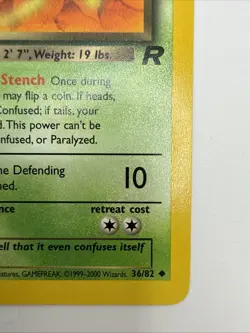 2' 7", Weight: 19 lbs. R
Stench Once during
may flip a coin. If heads,
Confused; if tails, your
d. This power can't be
onfused, or Paralyzed.
he Defending
ned. 10
nce retreat cost
ell that it even confuses itself
atures, GAMEFREAK ©1999-2000 Wizards. 36/82